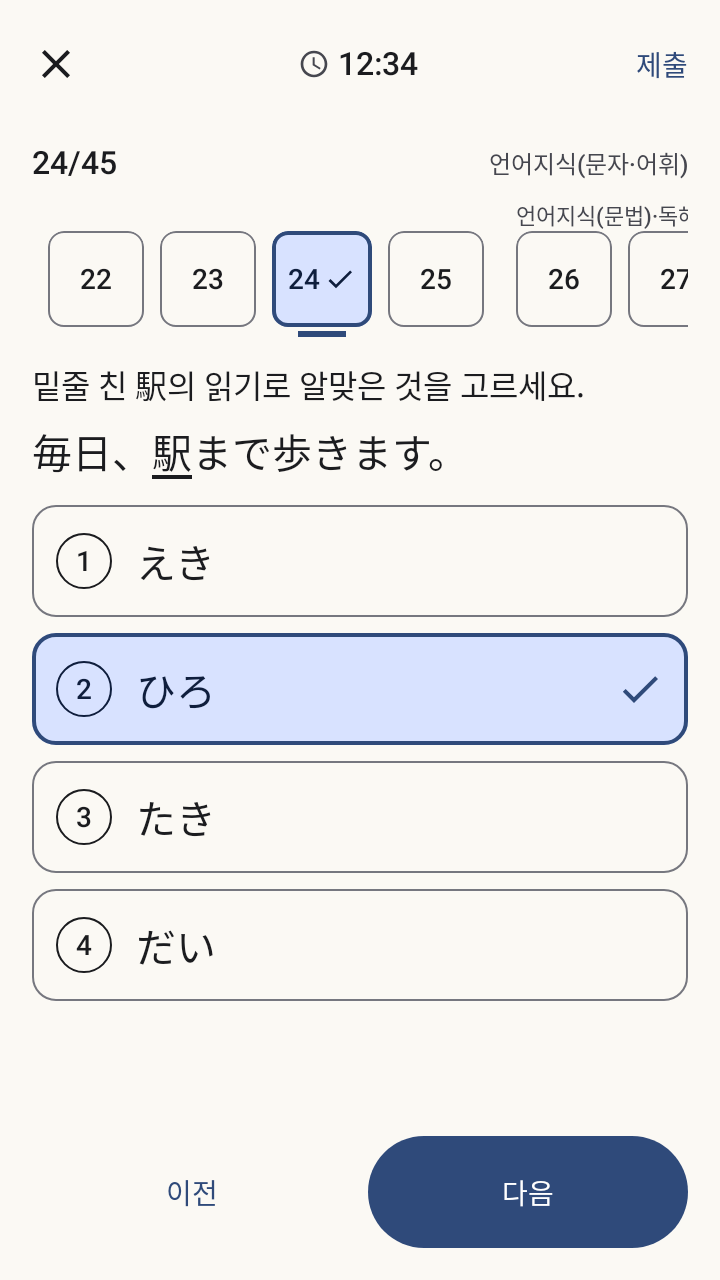 12:34
제출
24/45
언어지식(문자·어휘)
언어지식(문법)·독해
22
23
24
25
26
27
밑줄 친 駅의 읽기로 알맞은 것을 고르세요.
毎日、駅まで歩きます。
1 えき
2 ひろ
3 たき
4 だい
이전
다음